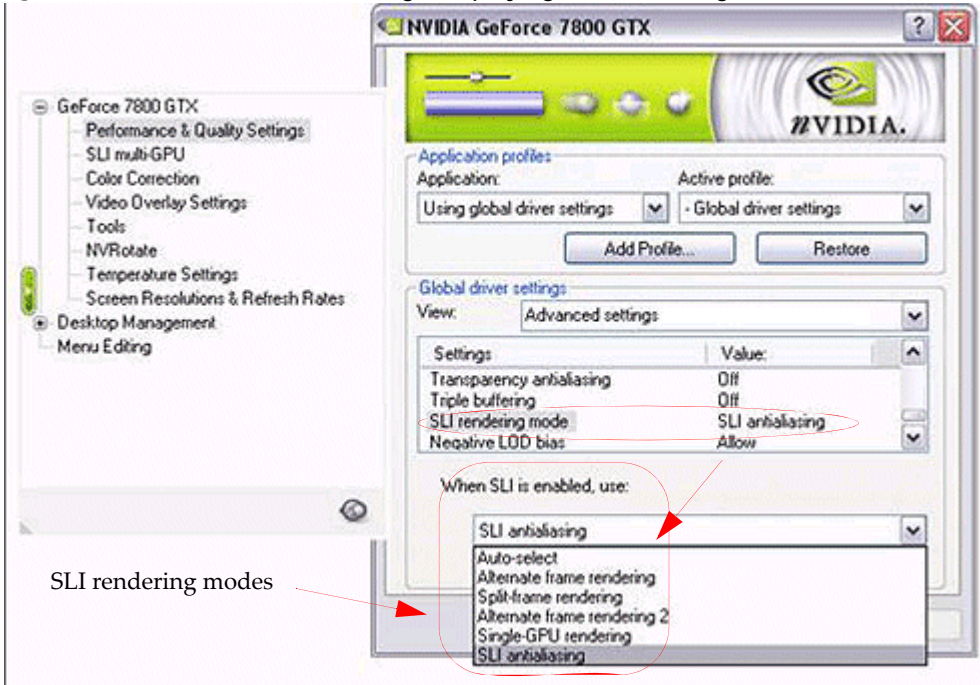 NVIDIA GeForce 7800 GTX
GeForce 7800 GTX
Performance & Quality Settings
SLI multi-GPU
Color Correction
Video Overlay Settings
Tools
NVRotate
Temperature Settings
Screen Resolutions & Refresh Rates
Desktop Management
Menu Editing
nVIDIA.
Application profiles
Application:
Active profile:
Using global driver settings
- Global driver settings
Add Profile...
Restore
Global driver settings
View:
Advanced settings
Settings
Value:
Transparency antialiasing
Off
Triple buffering
Off
SLI rendering mode
SLI antialiasing
Negative LOD bias
Allow
When SLI is enabled, use:
SLI antialiasing
Auto-select
Alternate frame rendering
Split-frame rendering
Alternate frame rendering 2
Single-GPU rendering
SLI antialiasing
SLI rendering modes